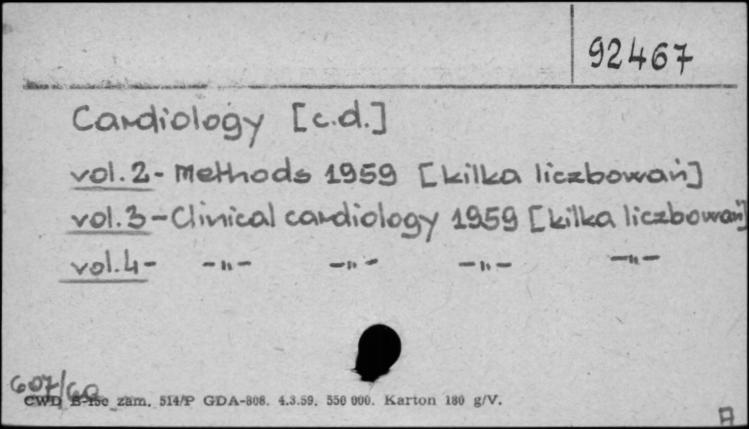 92467
Cardiology [c.d.]
vol.2 - Methods 1959 [kilka liczbowań]
vol.3 - Clinical cardiology 1959 [kilka liczbowań]
vol.4 - -"- -"- -"- -"-
607/60
CWD zam. 514/P GDA-808. 4.3.59. 550 000. Karton 180 g/V.
A